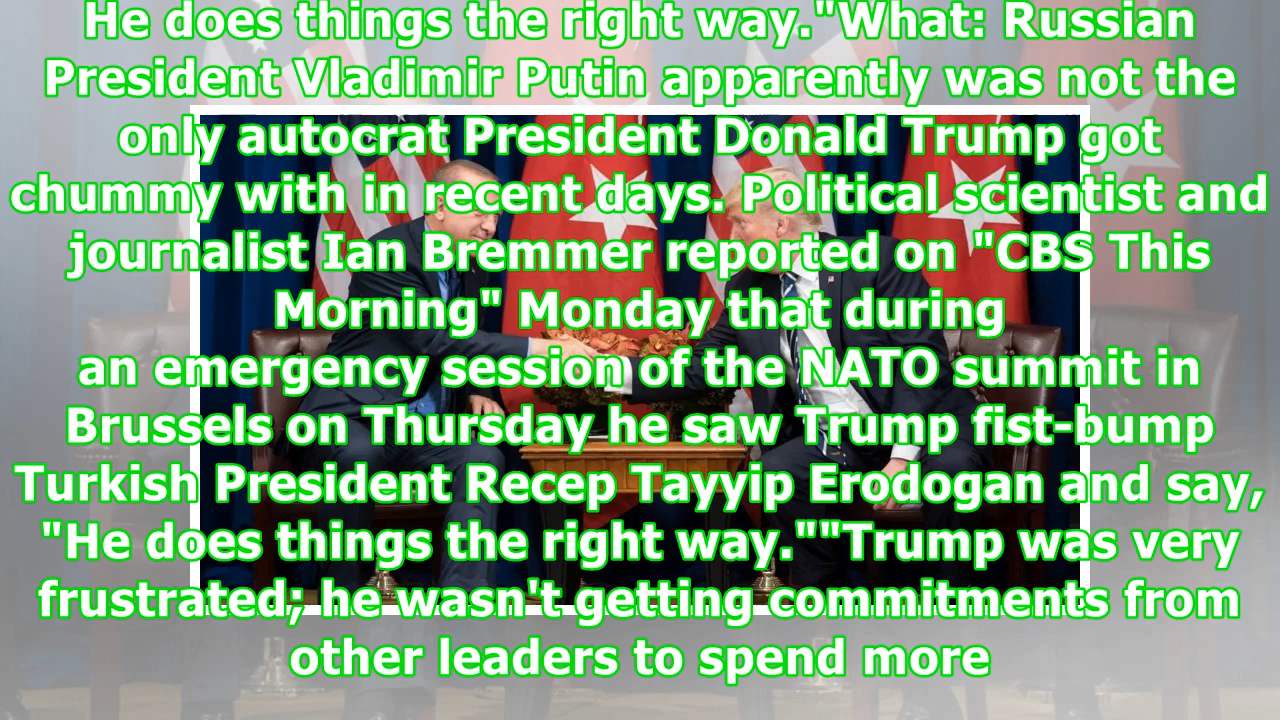 He does things the right way."What: Russian
President Vladimir Putin apparently was not the
only autocrat President Donald Trump got
chummy with in recent days. Political scientist and
journalist Ian Bremmer reported on "CBS This
Morning" Monday that during
an emergency session of the NATO summit in
Brussels on Thursday he saw Trump fist-bump
Turkish President Recep Tayyip Erodogan and say,
"He does things the right way.""Trump was very
frustrated; he wasn't getting commitments from
other leaders to spend more